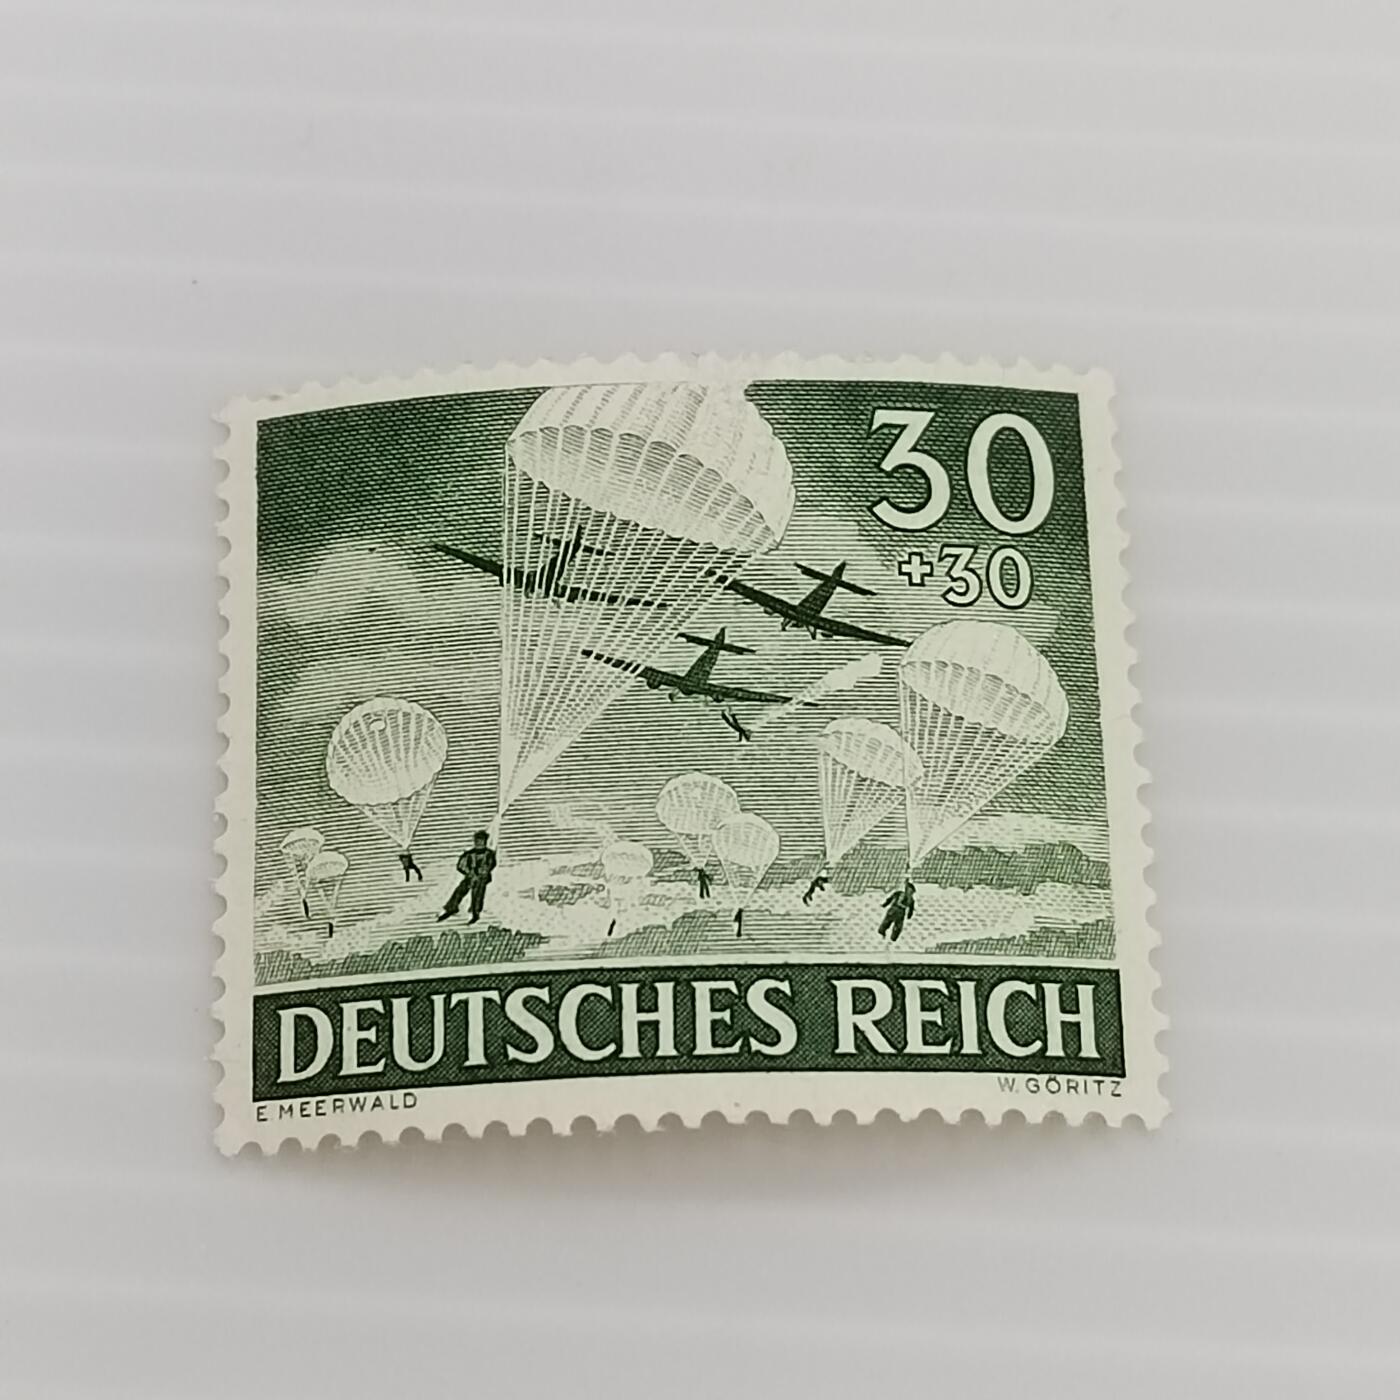 30
+30
DEUTSCHES REICH
E. MEERWALD
W. GÖRITZ